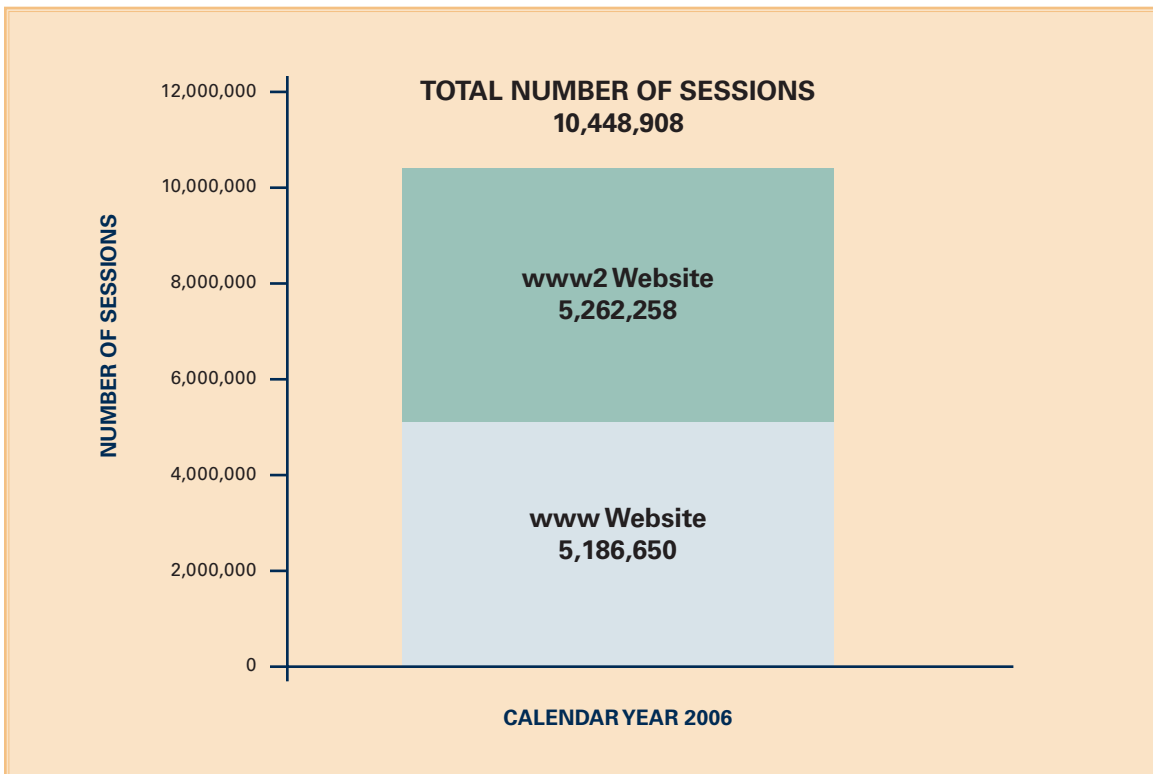 TOTAL NUMBER OF SESSIONS
10,448,908
12,000,000
10,000,000
8,000,000
6,000,000
4,000,000
2,000,000
0
NUMBER OF SESSIONS
www2 Website
5,262,258
www Website
5,186,650
CALENDAR YEAR 2006